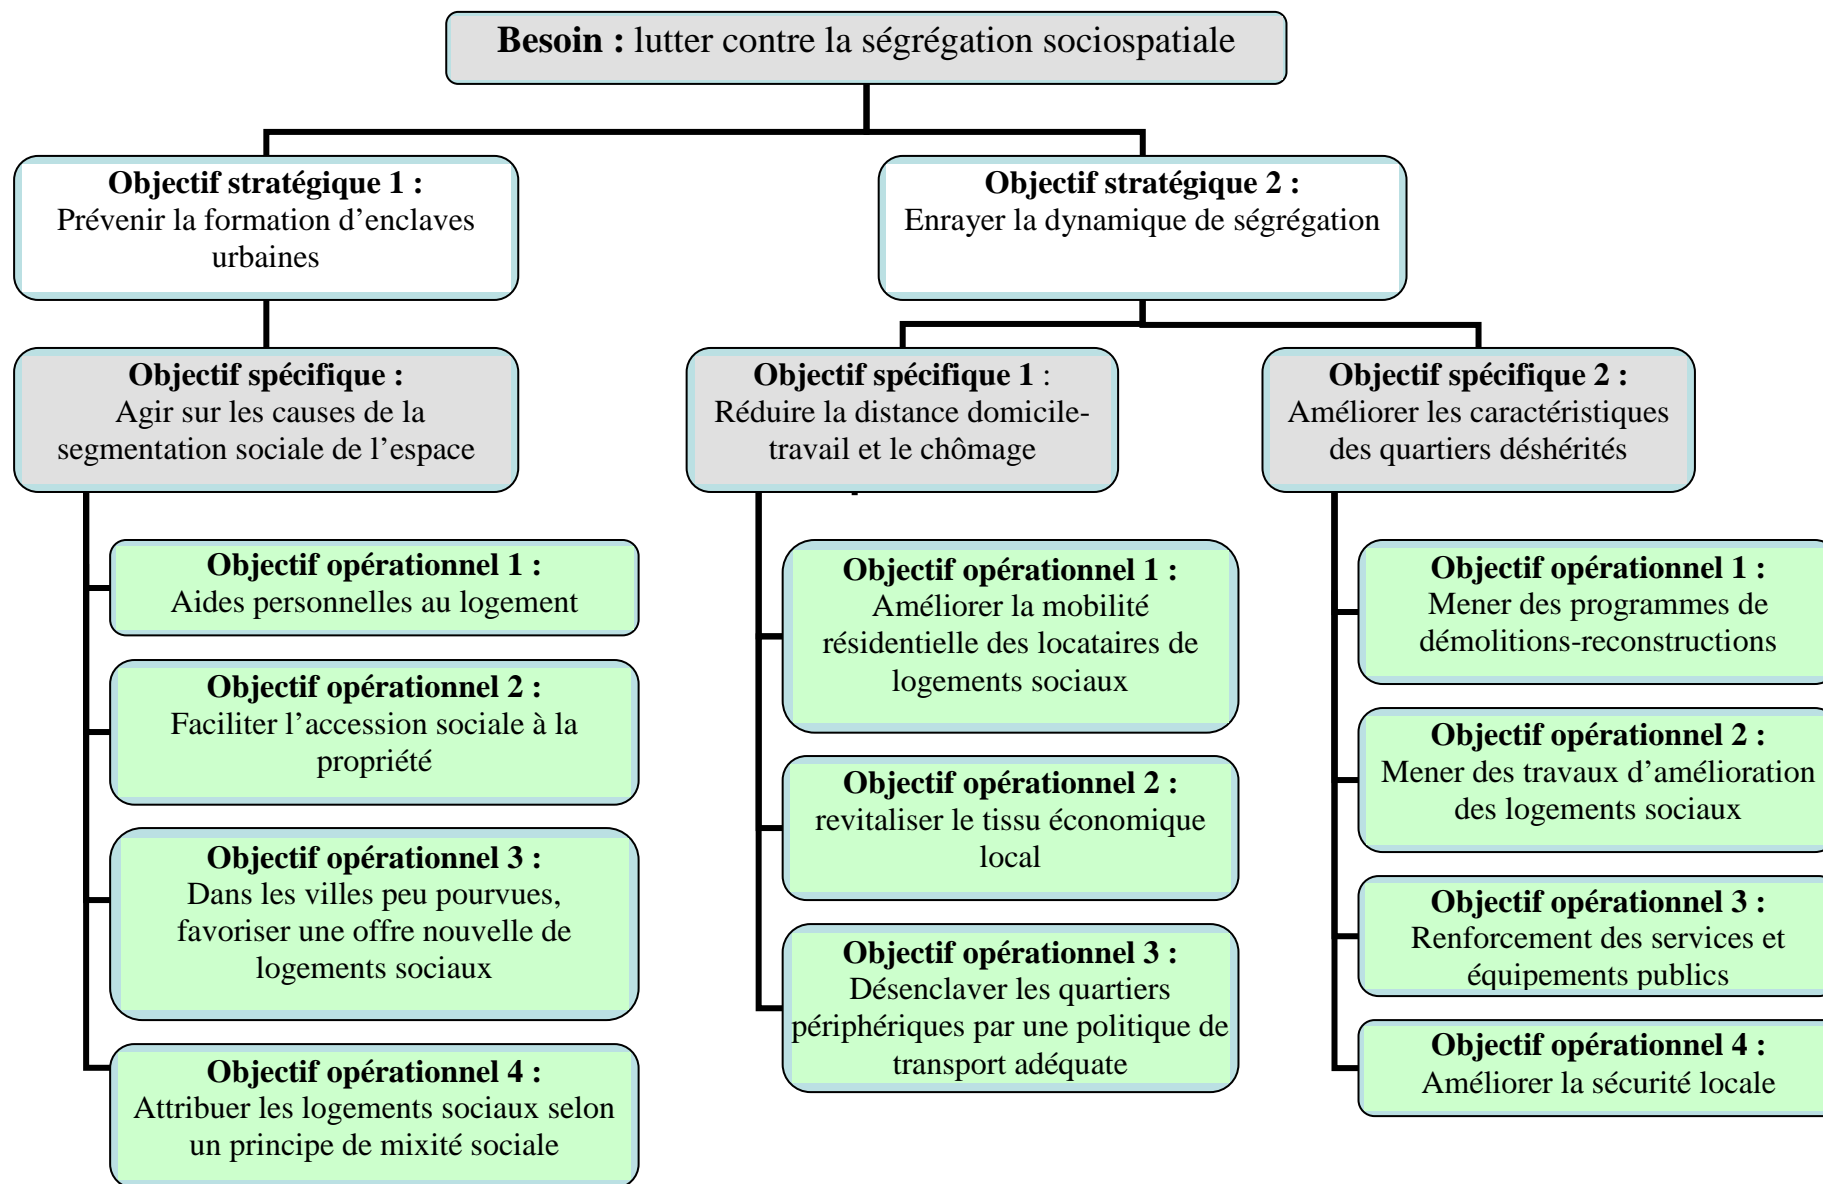 Besoin : lutter contre la ségrégation sociospatiale
Objectif stratégique 1 :
Prévenir la formation d’enclaves
urbaines
Objectif stratégique 2 :
Enrayer la dynamique de ségrégation
Objectif spécifique :
Agir sur les causes de la
segmentation sociale de l’espace
Objectif spécifique 1 :
Réduire la distance domicile-
travail et le chômage
Objectif spécifique 2 :
Améliorer les caractéristiques
des quartiers déshérités
Objectif opérationnel 1 :
Aides personnelles au logement
Objectif opérationnel 2 :
Faciliter l’accession sociale à la
propriété
Objectif opérationnel 3 :
Dans les villes peu pourvues,
favoriser une offre nouvelle de
logements sociaux
Objectif opérationnel 4 :
Attribuer les logements sociaux selon
un principe de mixité sociale
Objectif opérationnel 1 :
Améliorer la mobilité
résidentielle des locataires de
logements sociaux
Objectif opérationnel 2 :
revitaliser le tissu économique
local
Objectif opérationnel 3 :
Désenclaver les quartiers
périphériques par une politique de
transport adéquate
Objectif opérationnel 1 :
Mener des programmes de
démolitions-reconstructions
Objectif opérationnel 2 :
Mener des travaux d’amélioration
des logements sociaux
Objectif opérationnel 3 :
Renforcement des services et
équipements publics
Objectif opérationnel 4 :
Améliorer la sécurité locale